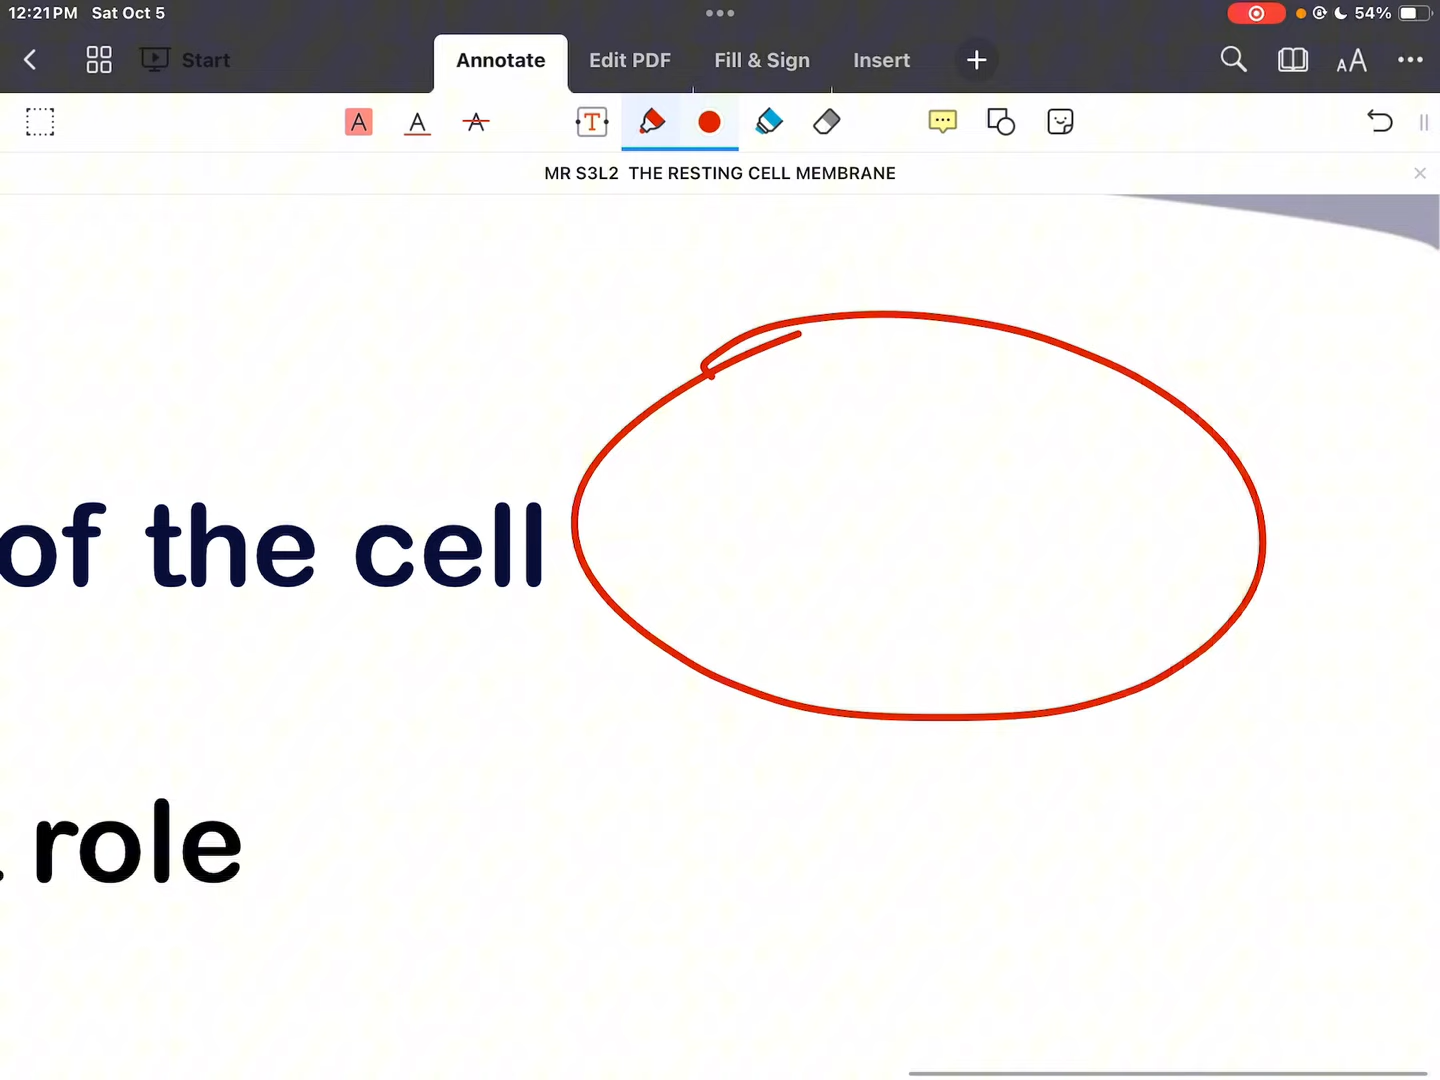 12:21 PM Sat Oct 5
54%
Start
Annotate
Edit PDF
Fill & Sign
Insert
MR S3L2 THE RESTING CELL MEMBRANE
of the cell
. role